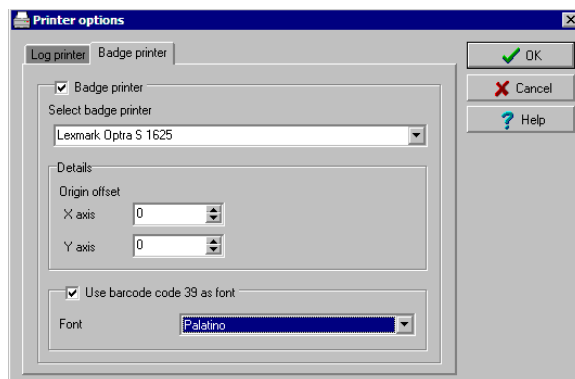 Printer options
Log printer Badge printer
OK
Badge printer
Cancel
Select badge printer
Help
Lexmark Optra S 1625
Details
Origin offset
X axis 0
Y axis 0
Use barcode code 39 as font
Font Palatino